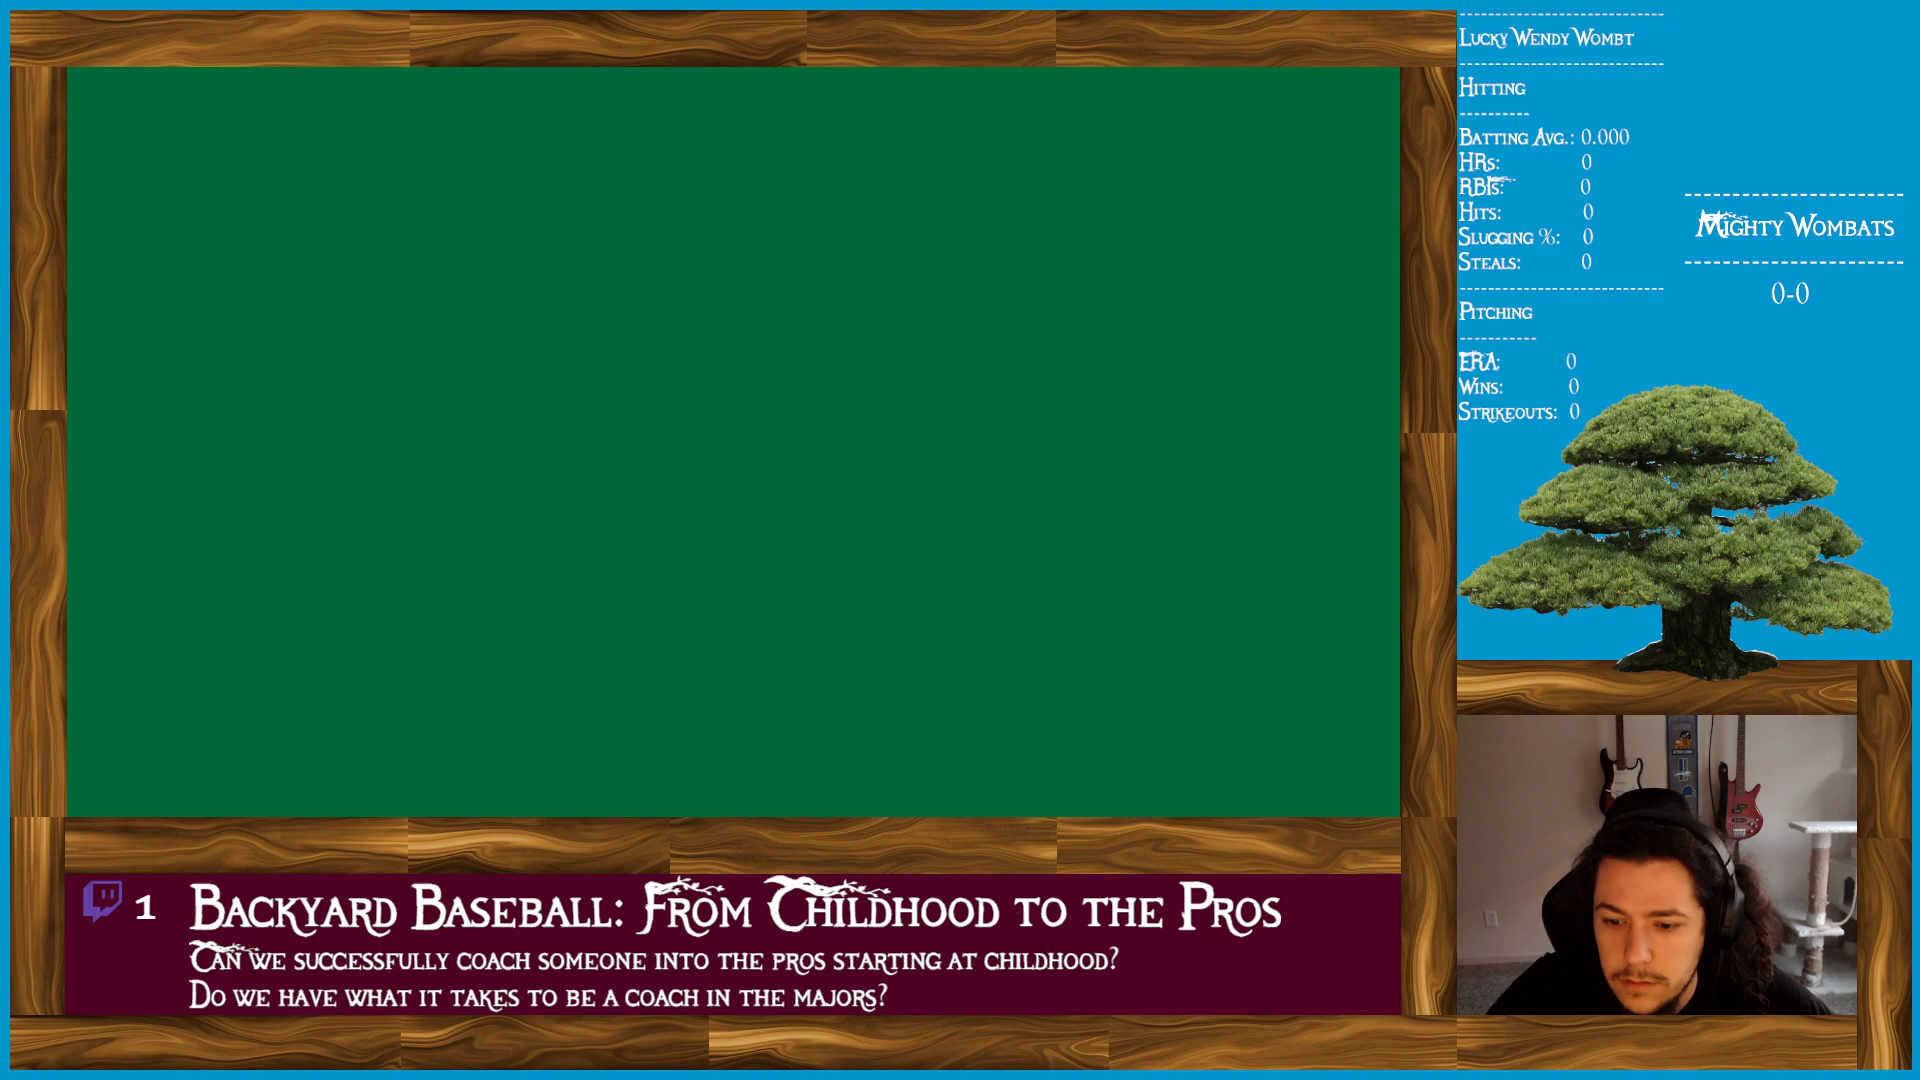 Lucky Wendy Wombt
Hitting
Batting Avg.: 0.000
HRs: 0
RBIs: 0
Hits: 0
Slugging %: 0
Steals: 0
Pitching
ERA: 0
Wins: 0
Strikeouts: 0
Mighty Wombats
0-0
1
Backyard Baseball: From Childhood to the Pros
Can we successfully coach someone into the pros starting at childhood?
Do we have what it takes to be a coach in the majors?